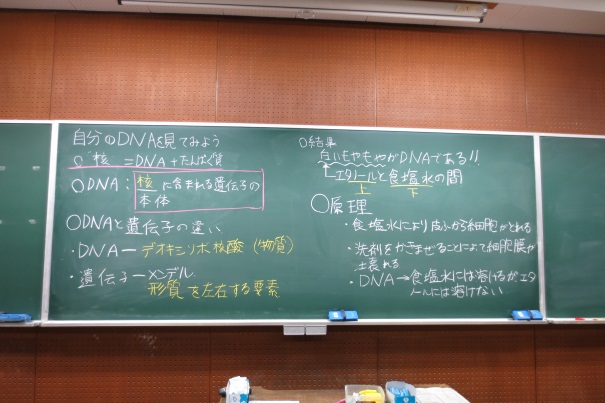 自分のDNAを見てみよう
○核 =DNA+たんぱく質
○DNA:核に含まれる遺伝子の
本体
○DNAと遺伝子の違い
・DNAーデオキシリボ核酸(物質)
・遺伝子ーメンデル
形質を左右する要素
○結果
白いもやもやがDNAである!!
エタノールと食塩水の間
上 下
○原理
・食塩水により皮ふから細胞がとれる
・洗剤をかきまぜることによって細胞膜が
壊れる
・DNA→食塩水には溶けるがエタ
ノールには溶けない